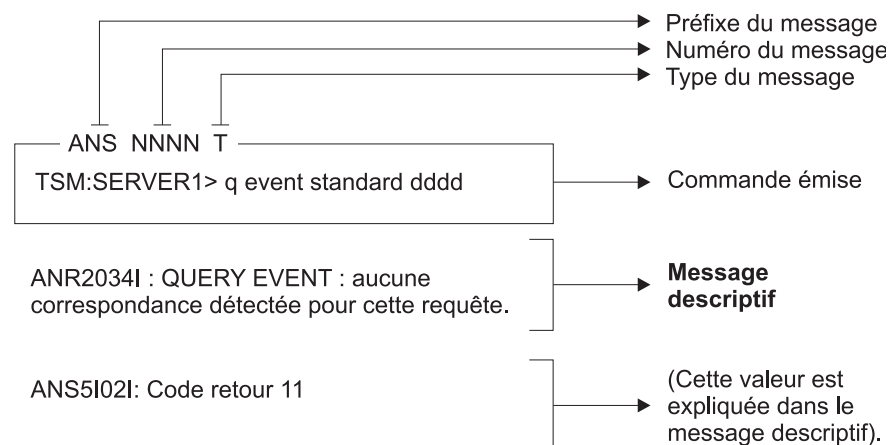 Préfixe du message
Numéro du message
Type du message
ANS NNNN T
TSM:SERVER1> q event standard dddd
Commande émise
ANR2034I : QUERY EVENT : aucune
correspondance détectée pour cette requête.
Message
descriptif
ANS5I02I: Code retour 11
(Cette valeur est
expliquée dans le
message descriptif).